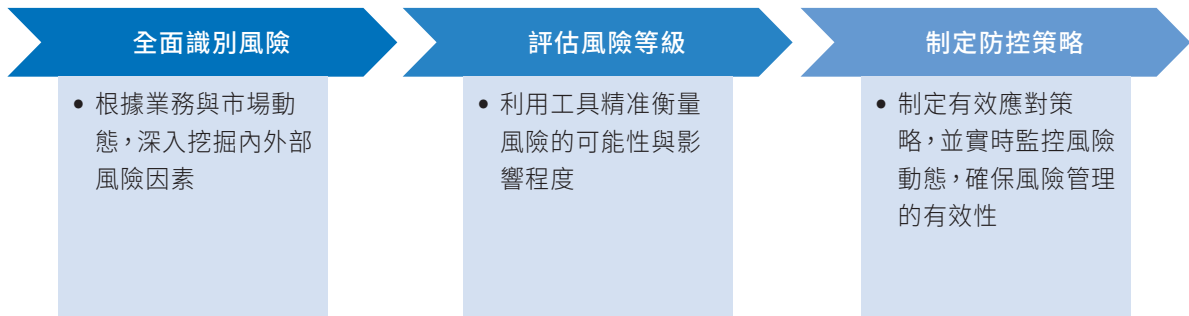 全面識別風險
• 根據業務與市場動
態，深入挖掘內外部
風險因素
評估風險等級
• 利用工具精准衡量
風險的可能性與影
響程度
制定防控策略
• 制定有效應對策
略，並實時監控風險
動態，確保風險管理
的有效性